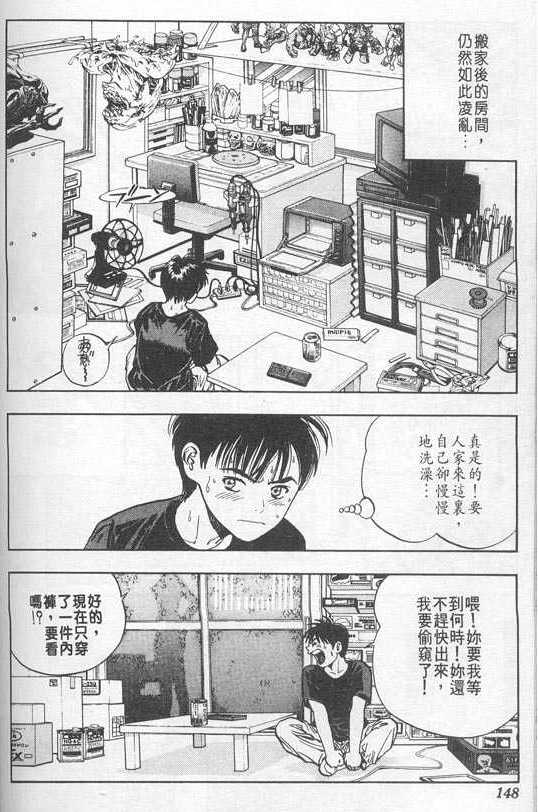 搬家後的房間，
仍然如此凌亂…
真是的！要
人家來這裏，
自己卻慢慢
地洗澡…
喂！妳要我等
到何時！妳還
不趕快出來，
我要偷窺了！
好的，
現在只穿
了一件內
褲，要看
嗎!?
148